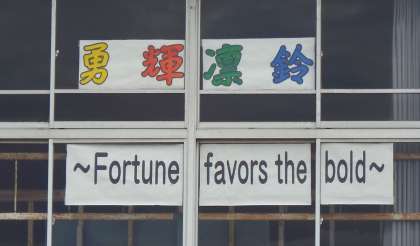 勇輝凛鈴
~Fortune favors the bold~